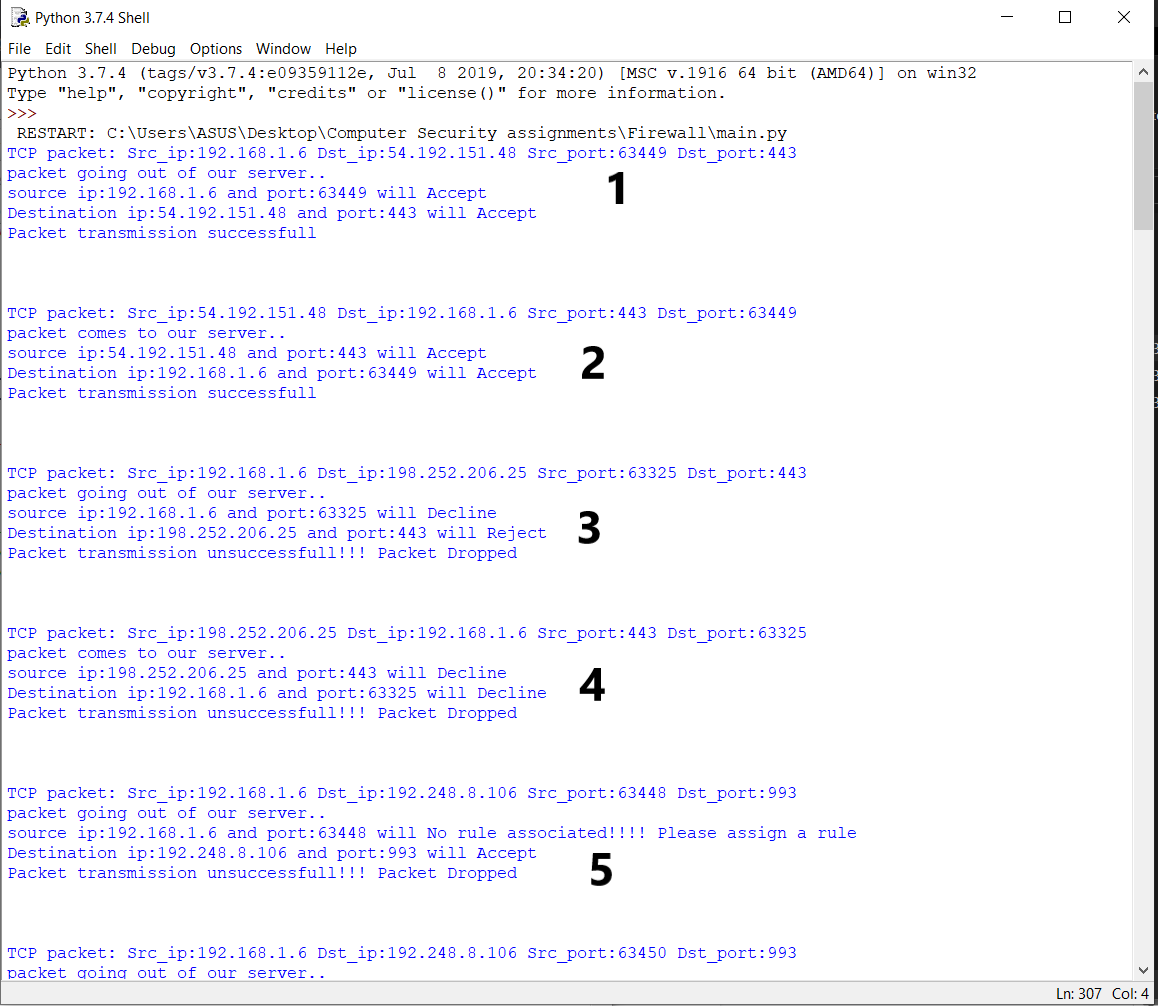 Python 3.7.4 Shell
File Edit Shell Debug Options Window Help
Python 3.7.4 (tags/v3.7.4:e09359112e, Jul  8 2019, 20:34:20) [MSC v.1916 64 bit (AMD64)] on win32
Type "help", "copyright", "credits" or "license()" for more information.
>>>
 RESTART: C:\Users\ASUS\Desktop\Computer Security assignments\Firewall\main.py
TCP packet: Src_ip:192.168.1.6 Dst_ip:54.192.151.48 Src_port:63449 Dst_port:443
packet going out of our server..
source ip:192.168.1.6 and port:63449 will Accept
1
Destination ip:54.192.151.48 and port:443 will Accept
Packet transmission successfull
TCP packet: Src_ip:54.192.151.48 Dst_ip:192.168.1.6 Src_port:443 Dst_port:63449
packet comes to our server..
source ip:54.192.151.48 and port:443 will Accept
2
Destination ip:192.168.1.6 and port:63449 will Accept
Packet transmission successfull
TCP packet: Src_ip:192.168.1.6 Dst_ip:198.252.206.25 Src_port:63325 Dst_port:443
packet going out of our server..
source ip:192.168.1.6 and port:63325 will Decline
3
Destination ip:198.252.206.25 and port:443 will Reject
Packet transmission unsuccessfull!!! Packet Dropped
TCP packet: Src_ip:198.252.206.25 Dst_ip:192.168.1.6 Src_port:443 Dst_port:63325
packet comes to our server..
source ip:198.252.206.25 and port:443 will Decline
4
Destination ip:192.168.1.6 and port:63325 will Decline
Packet transmission unsuccessfull!!! Packet Dropped
TCP packet: Src_ip:192.168.1.6 Dst_ip:192.248.8.106 Src_port:63448 Dst_port:993
packet going out of our server..
source ip:192.168.1.6 and port:63448 will No rule associated!!!! Please assign a rule
Destination ip:192.248.8.106 and port:993 will Accept
5
Packet transmission unsuccessfull!!! Packet Dropped
TCP packet: Src_ip:192.168.1.6 Dst_ip:192.248.8.106 Src_port:63450 Dst_port:993
packet going out of our server..
Ln: 307 Col: 4